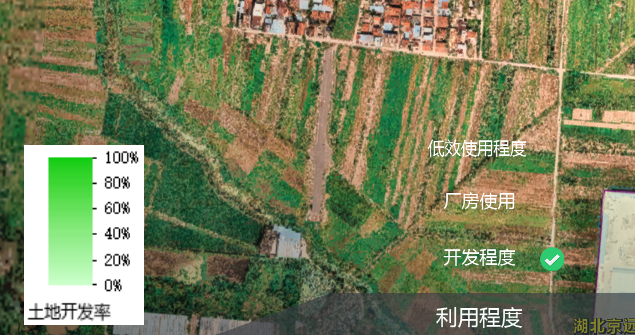 低效使用程度
100%
80%
厂房使用
60%
40%
开发程度
20%
0%
土地开发率
利用程度
湖北京远